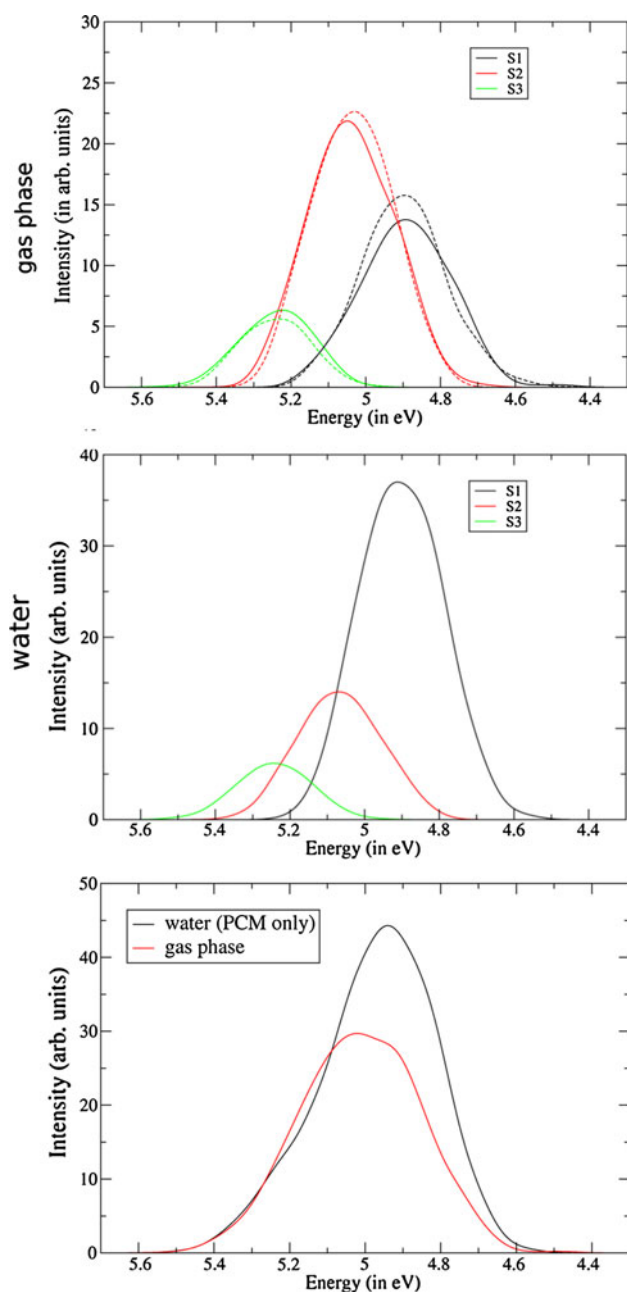 30
25
20
15
10
5
0
gas phase
Intensity (in arb. units)
S1
S2
S3
5.6 5.4 5.2 5 4.8 4.6 4.4
Energy (in eV)
40
30
20
10
0
water
Intensity (arb. units)
S1
S2
S3
5.6 5.4 5.2 5 4.8 4.6 4.4
Energy (in eV)
50
40
30
20
10
0
Intensity (arb. units)
water (PCM only)
gas phase
5.6 5.4 5.2 5 4.8 4.6 4.4
Energy (in eV)